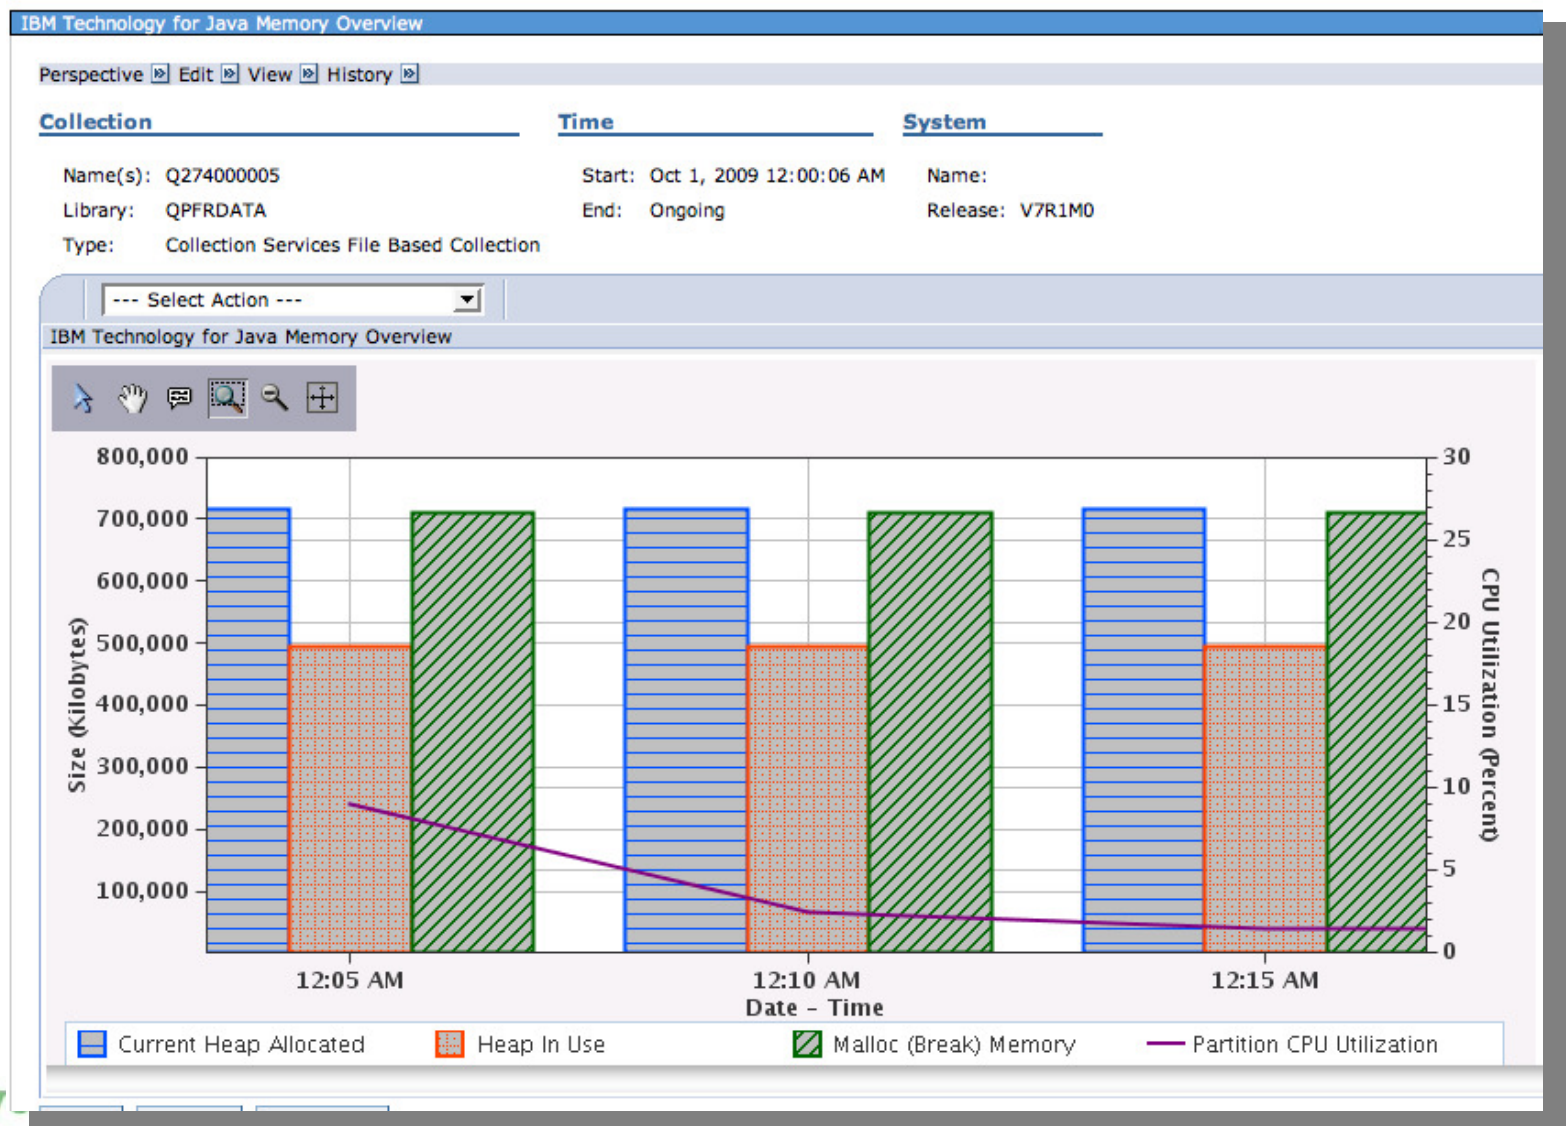 IBM Technology for Java Memory Overview
Perspective Edit View History
Collection Time System
Name(s): Q274000005 Start: Oct 1, 2009 12:00:06 AM Name:
Library: QPFRDATA End: Ongoing Release: V7R1M0
Type: Collection Services File Based Collection
--- Select Action ---
IBM Technology for Java Memory Overview
800,000 30
700,000
25
600,000
20
500,000
400,000 15
300,000
10
200,000
5
100,000
0
Size (Kilobytes)
CPU Utilization (Percent)
12:05 AM 12:10 AM 12:15 AM
Date - Time
Current Heap Allocated Heap In Use Malloc (Break) Memory Partition CPU Utilization